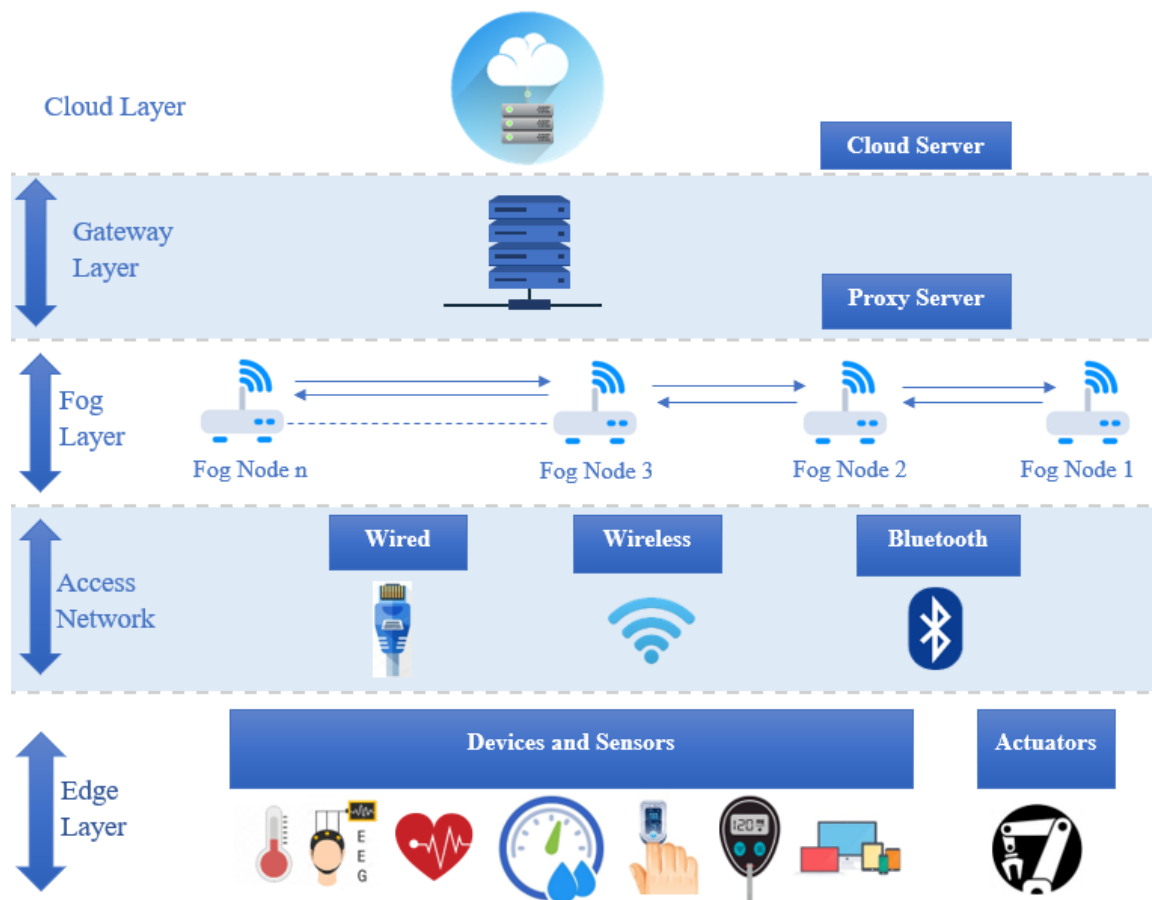 Cloud Layer
Cloud Server
Gateway
Layer
Proxy Server
Fog
Layer
Fog Node n
Fog Node 3
Fog Node 2
Fog Node 1
Wired
Wireless
Bluetooth
Access
Network
Devices and Sensors
Actuators
Edge
Layer
E
E
G
120